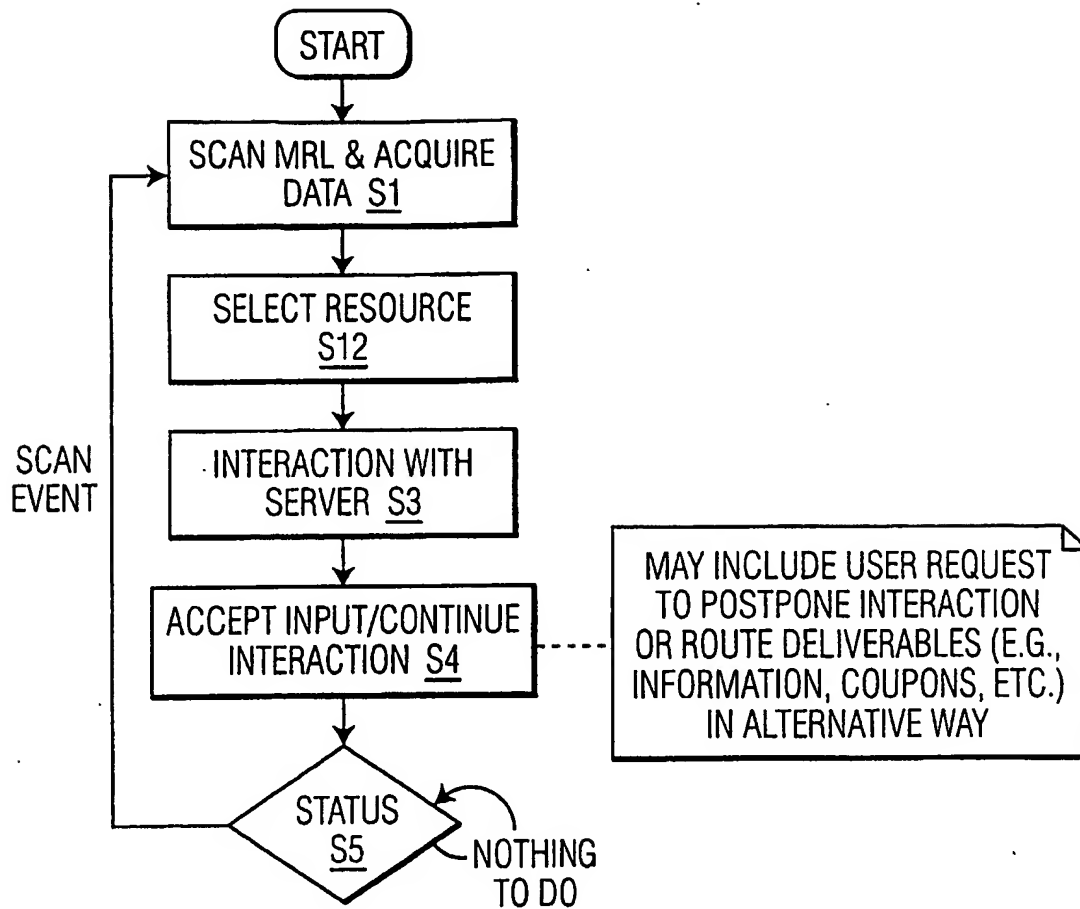 START
SCAN MRL & ACQUIRE
DATA S1
SELECT RESOURCE
S12
INTERACTION WITH
SERVER S3
SCAN
EVENT
ACCEPT INPUT/CONTINUE
INTERACTION S4
MAY INCLUDE USER REQUEST
TO POSTPONE INTERACTION
OR ROUTE DELIVERABLES (E.G.,
INFORMATION, COUPONS, ETC.)
IN ALTERNATIVE WAY
STATUS
S5
NOTHING
TO DO